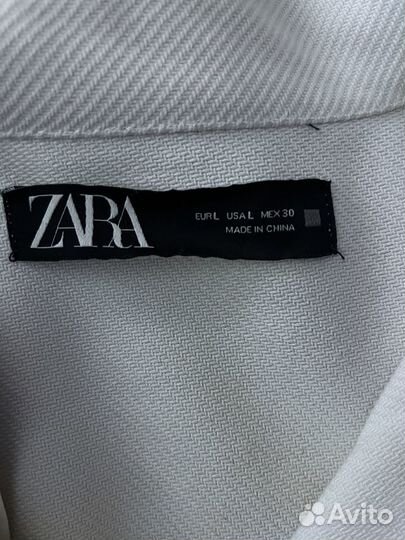 ZARA
EUR L USA L MEX 30
MADE IN CHINA
Avito